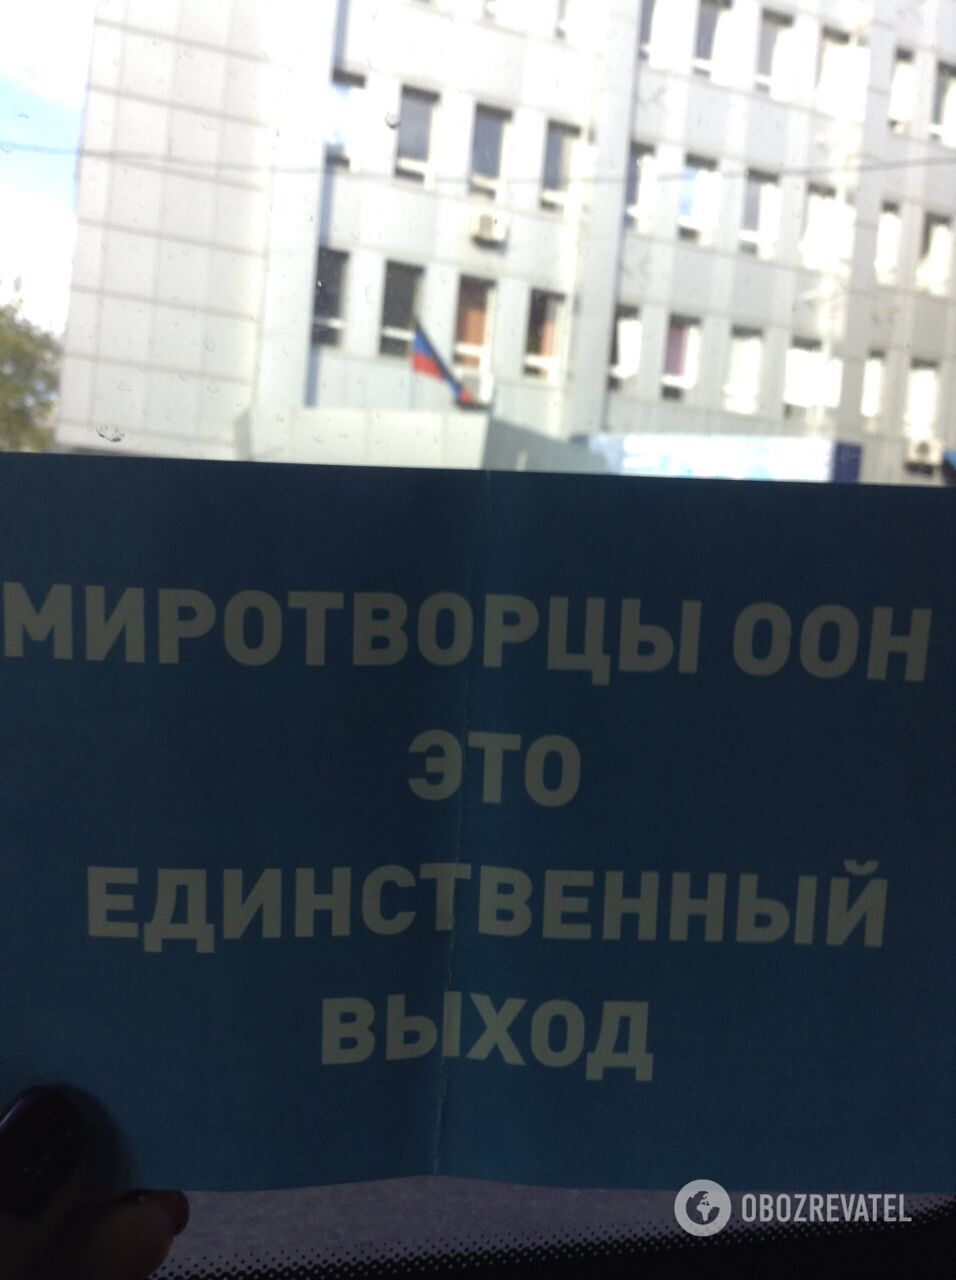 МИРОТВОРЦЫ ООН
ЭТО
ЕДИНСТВЕННЫЙ
ВЫХОД
OBOZREVATEL